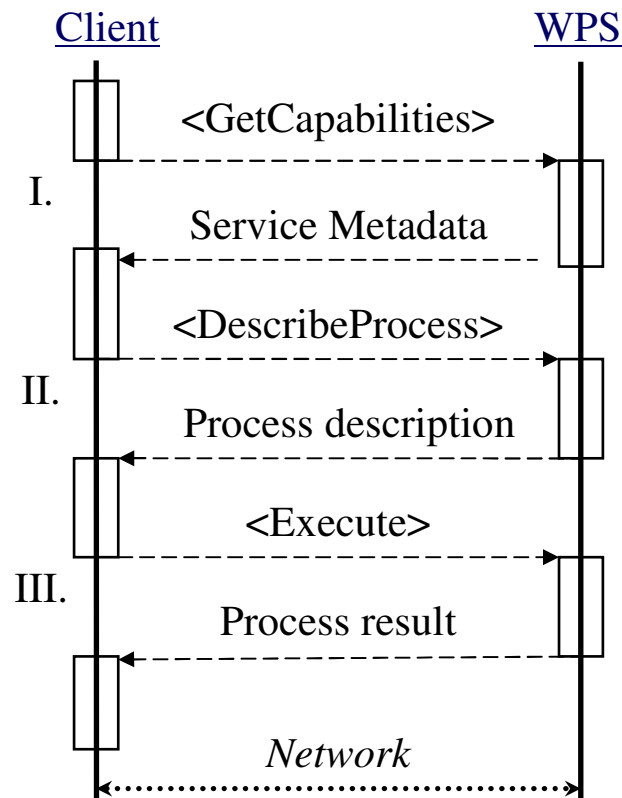 Client
WPS
<GetCapabilities>
I.
Service Metadata
<DescribeProcess>
II.
Process description
<Execute>
III.
Process result
Network